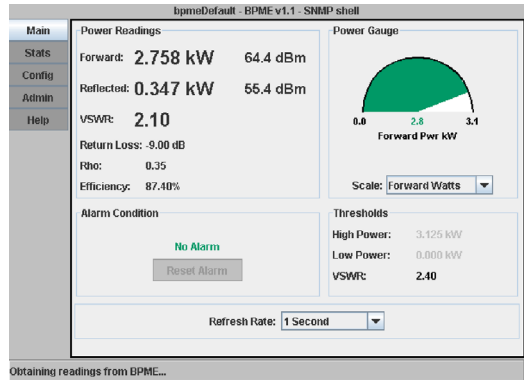 bpmeDefault - BPME v1.1 - SNMP shell
Main
Stats
Config
Admin
Help
Power Readings
Forward: 2.758 kW 64.4 dBm
Reflected: 0.347 kW 55.4 dBm
VSWR: 2.10
Return Loss: -9.00 dB
Rho: 0.35
Efficiency: 87.40%
Power Gauge
0.0 2.8 3.1
Forward Pwr kW
Scale: Forward Watts
Alarm Condition
No Alarm
Reset Alarm
Thresholds
High Power: 3.125 kW
Low Power: 0.000 kW
VSWR: 2.40
Refresh Rate: 1 Second
Obtaining readings from BPME...